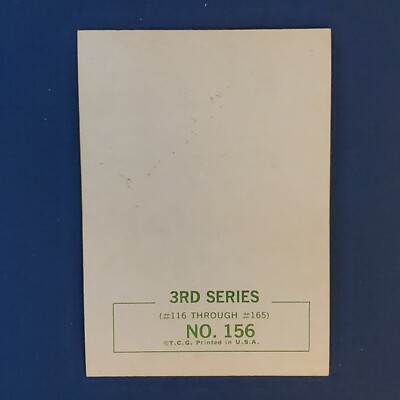 3RD SERIES
(#116 THROUGH #165)
NO. 156
©T.C.G. Printed in U.S.A.